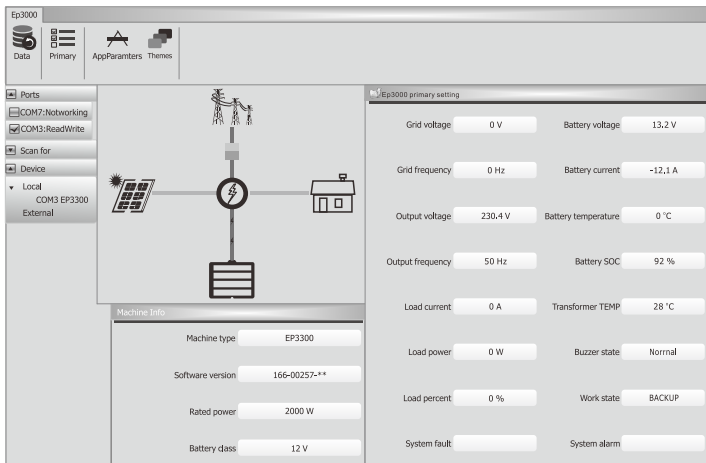 Ep3000
Data Primary AppParamters Themes
Ports
COM7:Notworking
COM3:ReadWrite
Scan for
Device
Local
COM3 EP3300
External
Machine Info
Machine type EP3300
Software version 166-00257-**
Rated power 2000 W
Battery class 12 V
Ep3000 primary setting
Grid voltage 0 V Battery voltage 13.2 V
Grid frequency 0 Hz Battery current -12,1 A
Output voltage 230.4 V Battery temperature 0 °C
Output frequency 50 Hz Battery SOC 92 %
Load current 0 A Transformer TEMP 28 °C
Load power 0 W Buzzer state Norrnal
Load percent 0 % Work state BACKUP
System fault System alarm